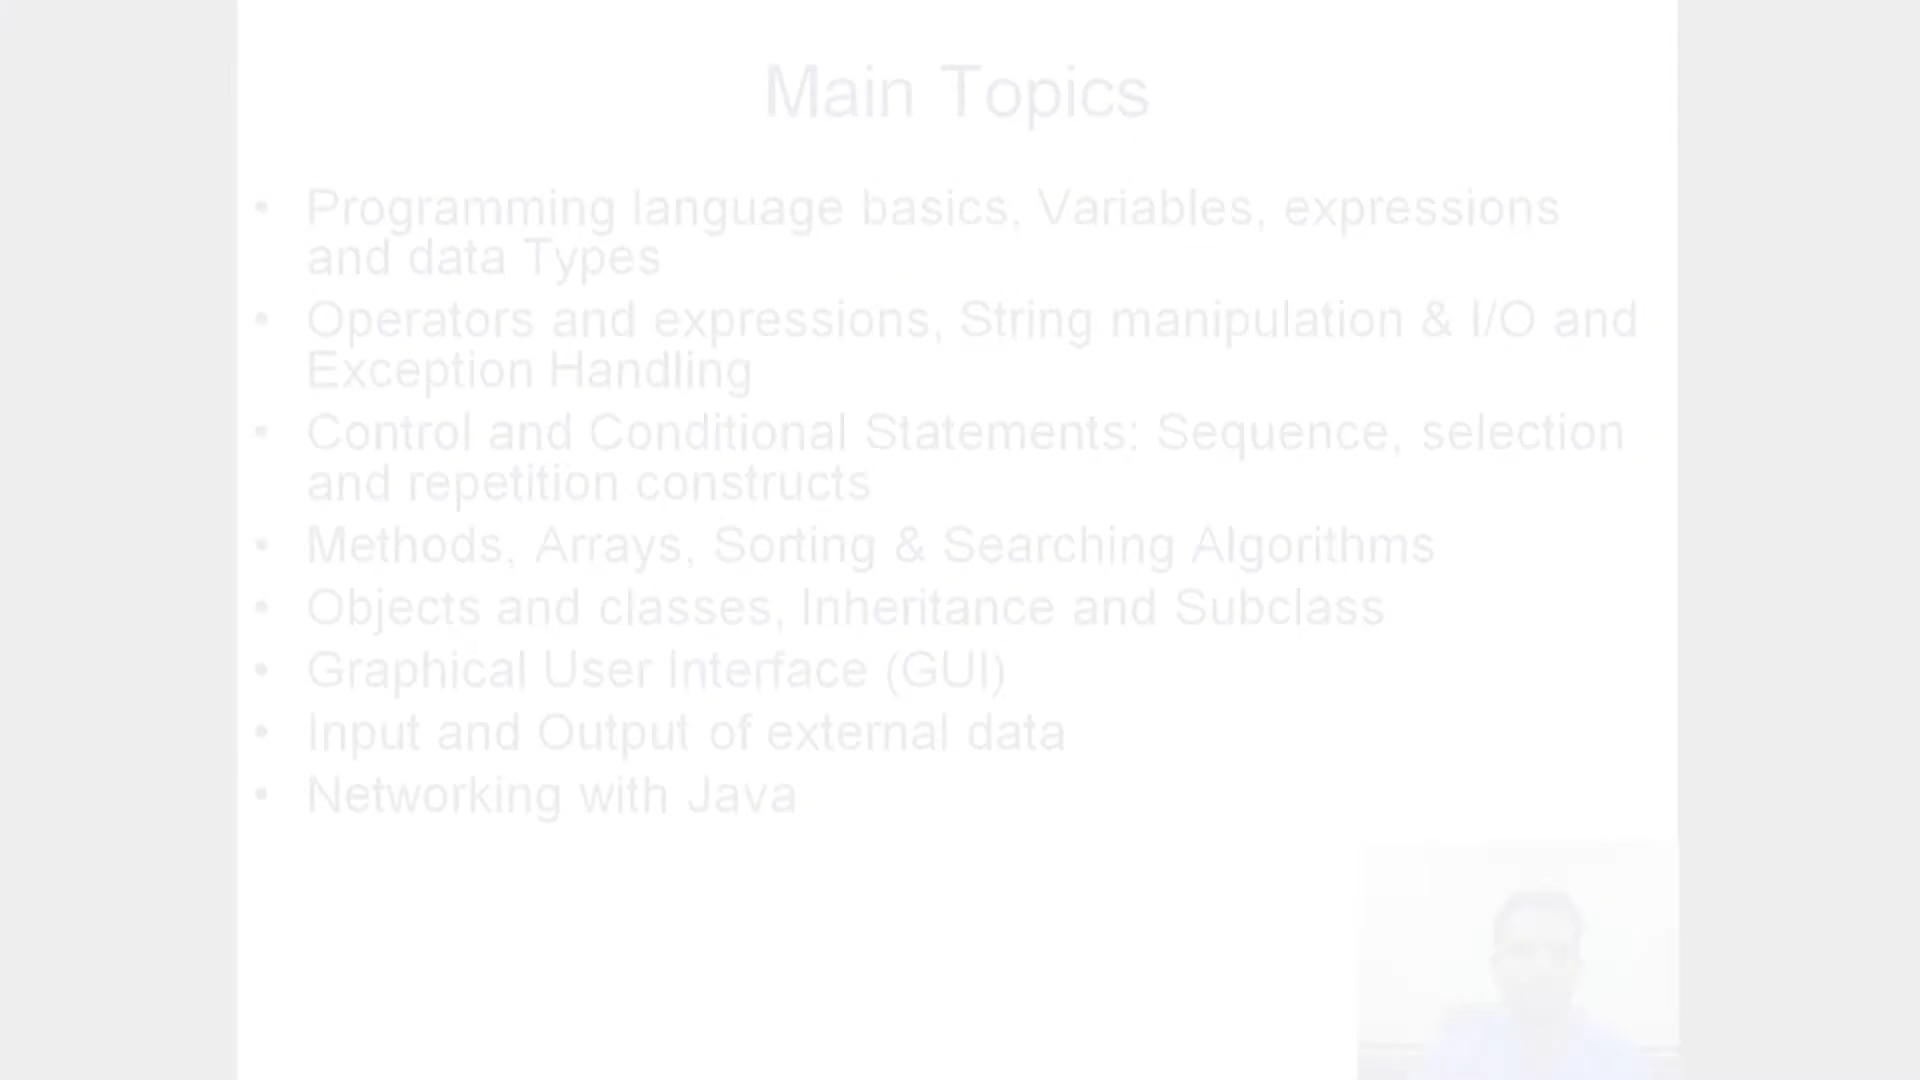 Main Topics
• Programming language basics, Variables, expressions
and data Types
• Operators and expressions, String manipulation & I/O and
Exception Handling
• Control and Conditional Statements: Sequence, selection
and repetition constructs
• Methods, Arrays, Sorting & Searching Algorithms
• Objects and classes, Inheritance and Subclass
• Graphical User Interface (GUI)
• Input and Output of external data
• Networking with Java